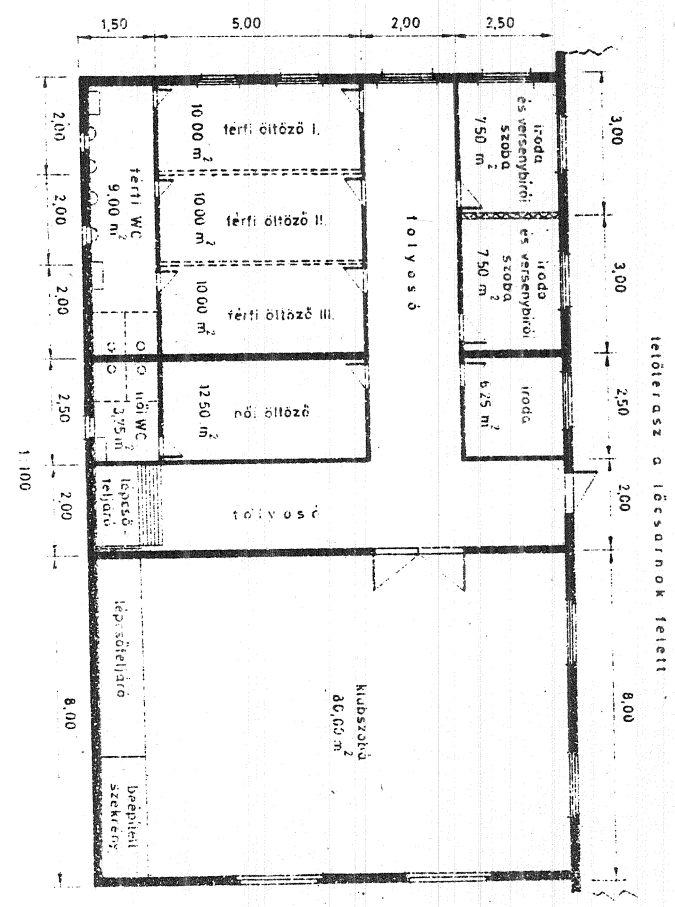 1,50
5,00
2,00
2,50
2,00
2,00
2,00
2,50
2,00
8,00
1:100
3,00
3,00
2,50
2,00
8,00
tetőterasz a lőcsarnok felett
férfi WC
9,00 m²
női WC
3,75 m²
férfi öltöző I.
10 00 m²
férfi öltöző II.
10 00 m²
férfi öltöző III.
10 00 m²
női öltöző
12 50 m²
folyosó
iroda
és versenybírói
szoba
7 50 m²
iroda
és versenybírói
szoba
7 50 m²
iroda
6 25 m²
lépcső-
feljáró
folyosó
lépcsőfeljáró
beépített
szekrény
klubszoba
80,00 m²